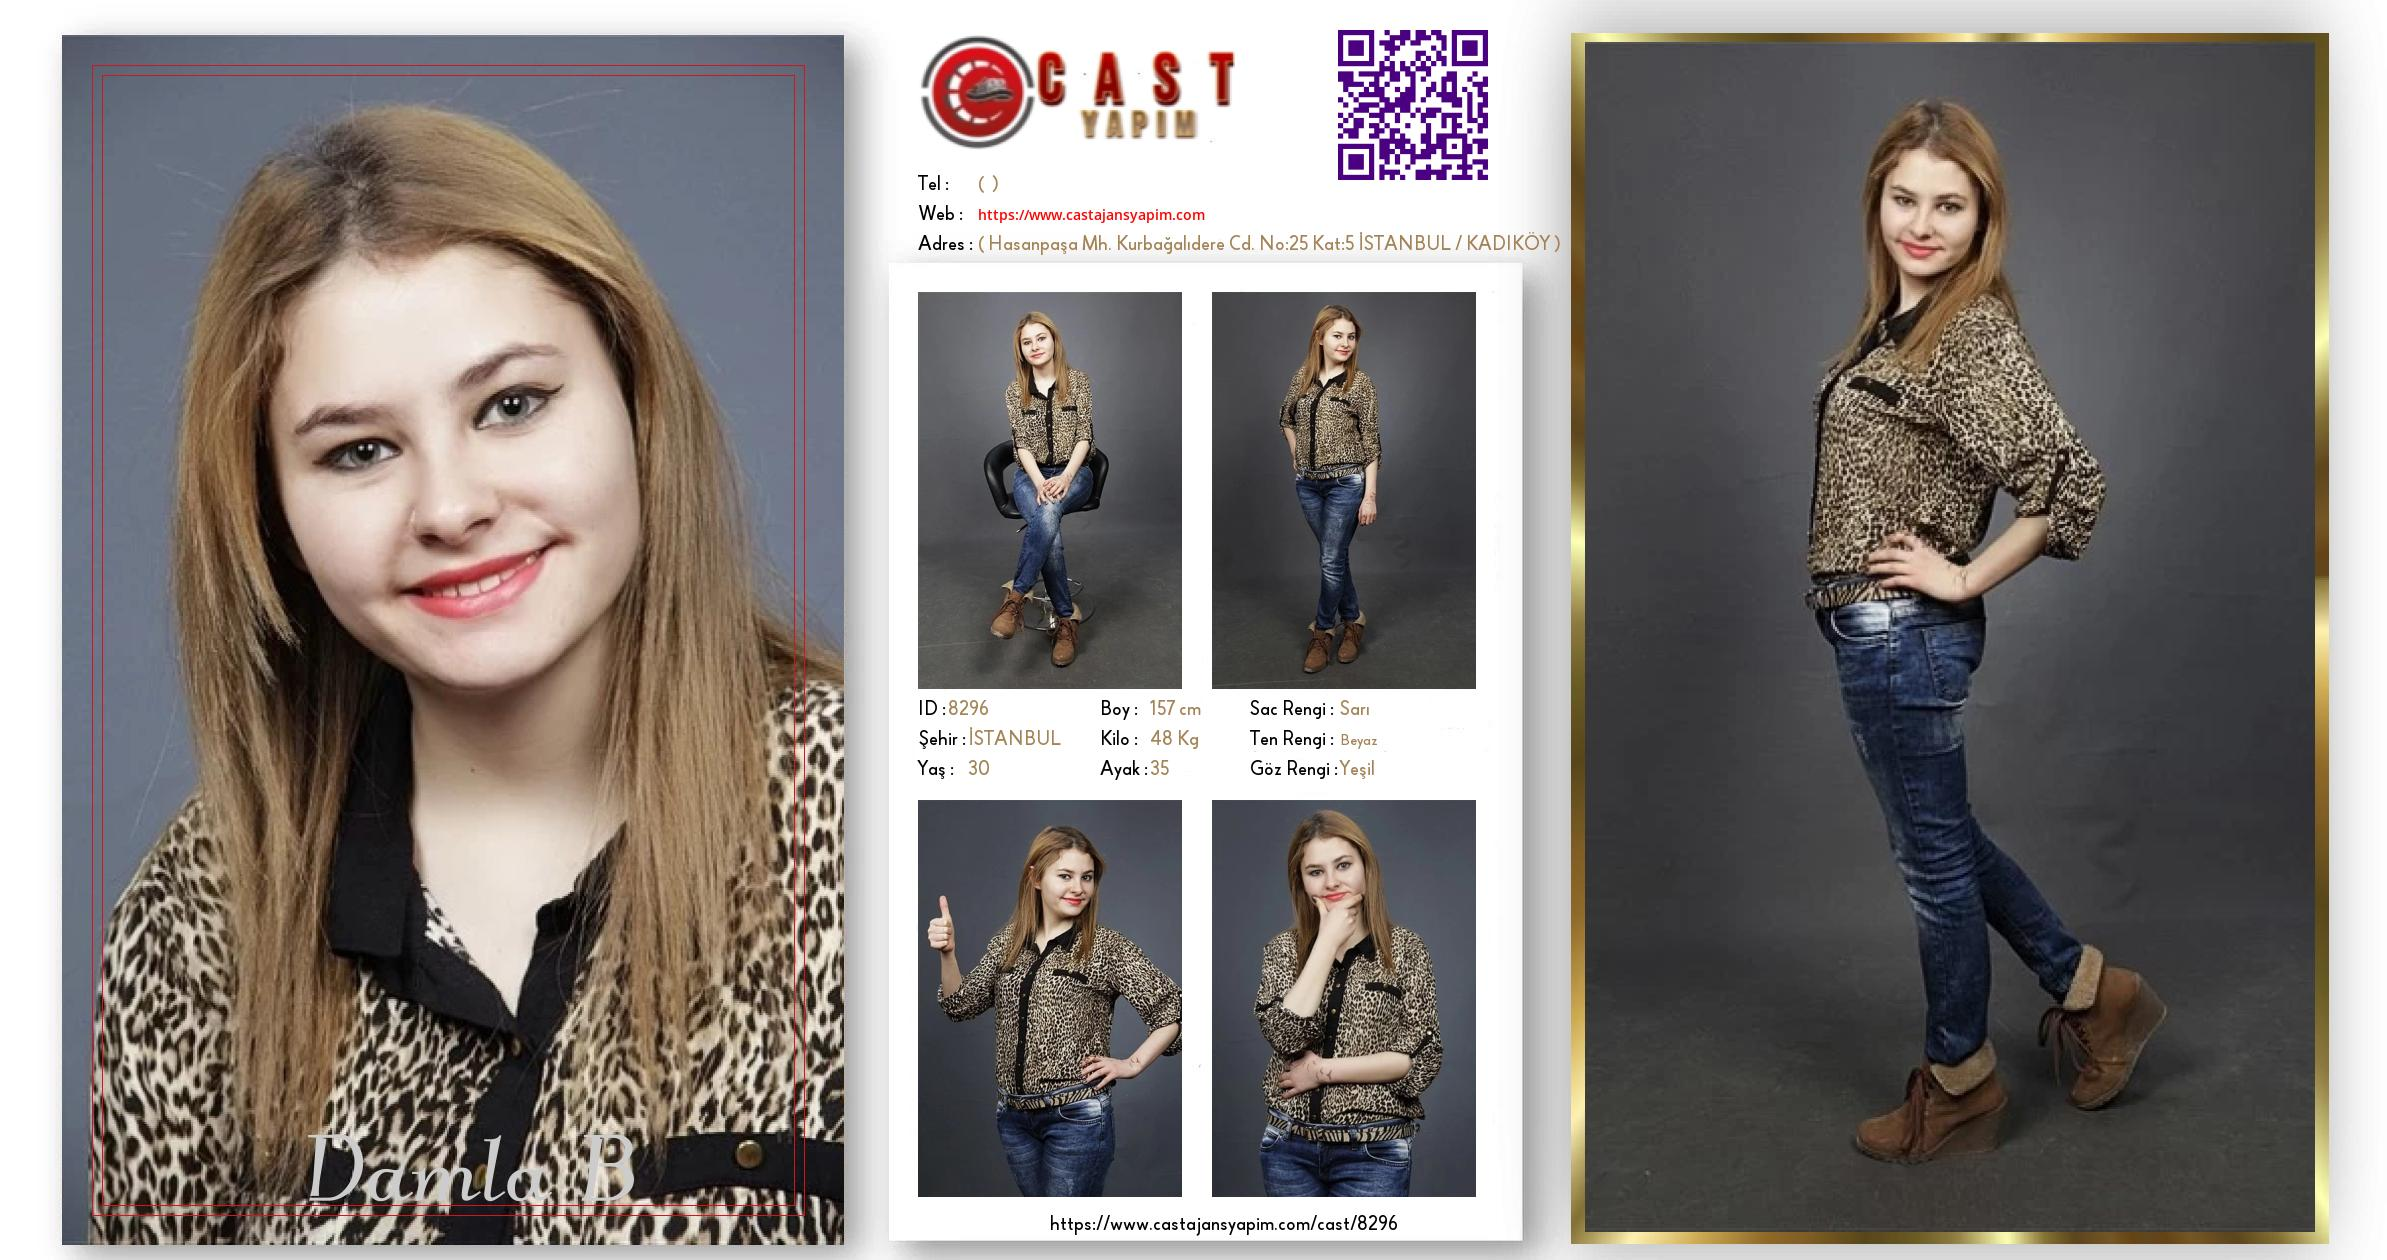 CAST
YAPIM
Tel : ( )
Web : https://www.castajansyapim.com
Adres : ( Hasanpaşa Mh. Kurbağalıdere Cd. No:25 Kat:5 İSTANBUL / KADIKÖY )
ID : 8296 Boy : 157 cm Sac Rengi : Sarı
Şehir : İSTANBUL Kilo : 48 Kg Ten Rengi : Beyaz
Yaş : 30 Ayak : 35 Göz Rengi : Yeşil
Damla B
https://www.castajansyapim.com/cast/8296